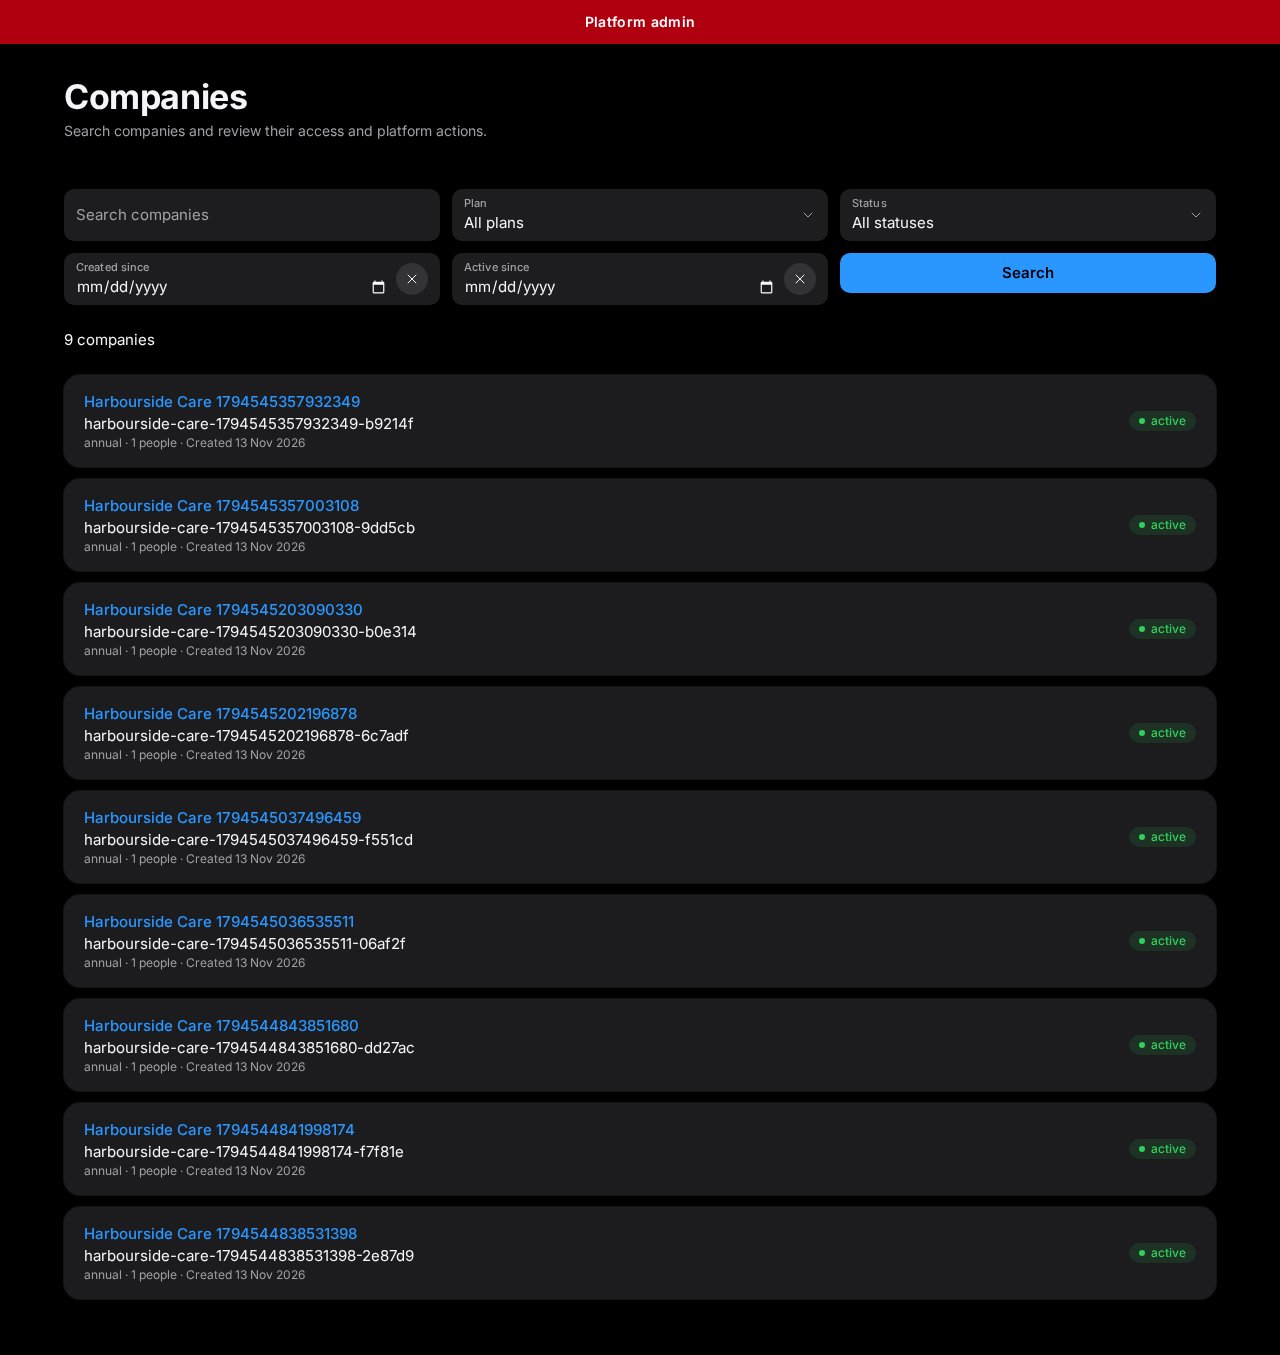 Platform admin
Companies
Search companies and review their access and platform actions.
Search companies
Plan
All plans
Status
All statuses
Created since
mm/dd/yyyy
Active since
mm/dd/yyyy
Search
9 companies
Harbourside Care 1794545357932349
harbourside-care-1794545357932349-b9214f
annual · 1 people · Created 13 Nov 2026
active
Harbourside Care 1794545357003108
harbourside-care-1794545357003108-9dd5cb
annual · 1 people · Created 13 Nov 2026
active
Harbourside Care 1794545203090330
harbourside-care-1794545203090330-b0e314
annual · 1 people · Created 13 Nov 2026
active
Harbourside Care 1794545202196878
harbourside-care-1794545202196878-6c7adf
annual · 1 people · Created 13 Nov 2026
active
Harbourside Care 1794545037496459
harbourside-care-1794545037496459-f551cd
annual · 1 people · Created 13 Nov 2026
active
Harbourside Care 1794545036535511
harbourside-care-1794545036535511-06af2f
annual · 1 people · Created 13 Nov 2026
active
Harbourside Care 1794544843851680
harbourside-care-1794544843851680-dd27ac
annual · 1 people · Created 13 Nov 2026
active
Harbourside Care 1794544841998174
harbourside-care-1794544841998174-f7f81e
annual · 1 people · Created 13 Nov 2026
active
Harbourside Care 1794544838531398
harbourside-care-1794544838531398-2e87d9
annual · 1 people · Created 13 Nov 2026
active